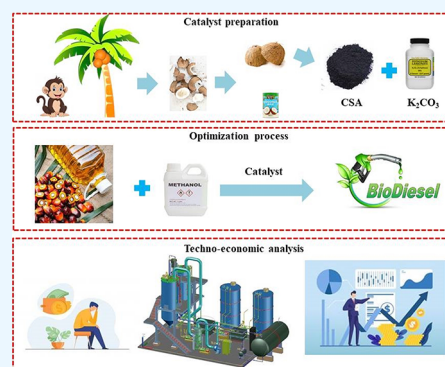 Catalyst preparation
CSA
K₂CO₃
Optimization process
METHANOL
Catalyst
BioDiesel
Techno-economic analysis